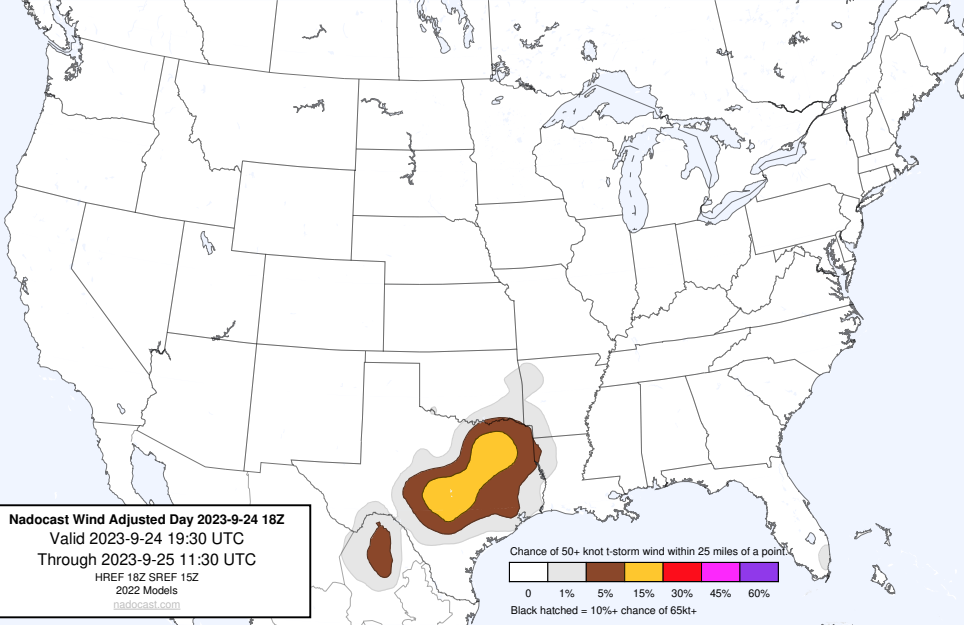 Nadocast Wind Adjusted Day 2023-9-24 18Z
Valid 2023-9-24 19:30 UTC
Through 2023-9-25 11:30 UTC
HREF 18Z SREF 15Z
2022 Models
nadocast.com
Chance of 50+ knot t-storm wind within 25 miles of a point.
0 1% 5% 15% 30% 45% 60%
Black hatched = 10%+ chance of 65kt+